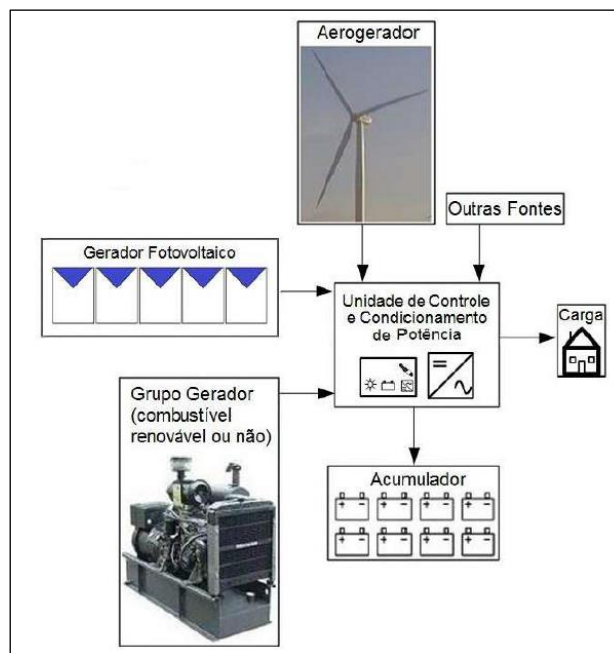 Aerogerador
Outras Fontes
Gerador Fotovoltaico
Unidade de Controle
e Condicionamento
de Potência
Carga
Grupo Gerador
(combustível
renovável ou não)
Acumulador